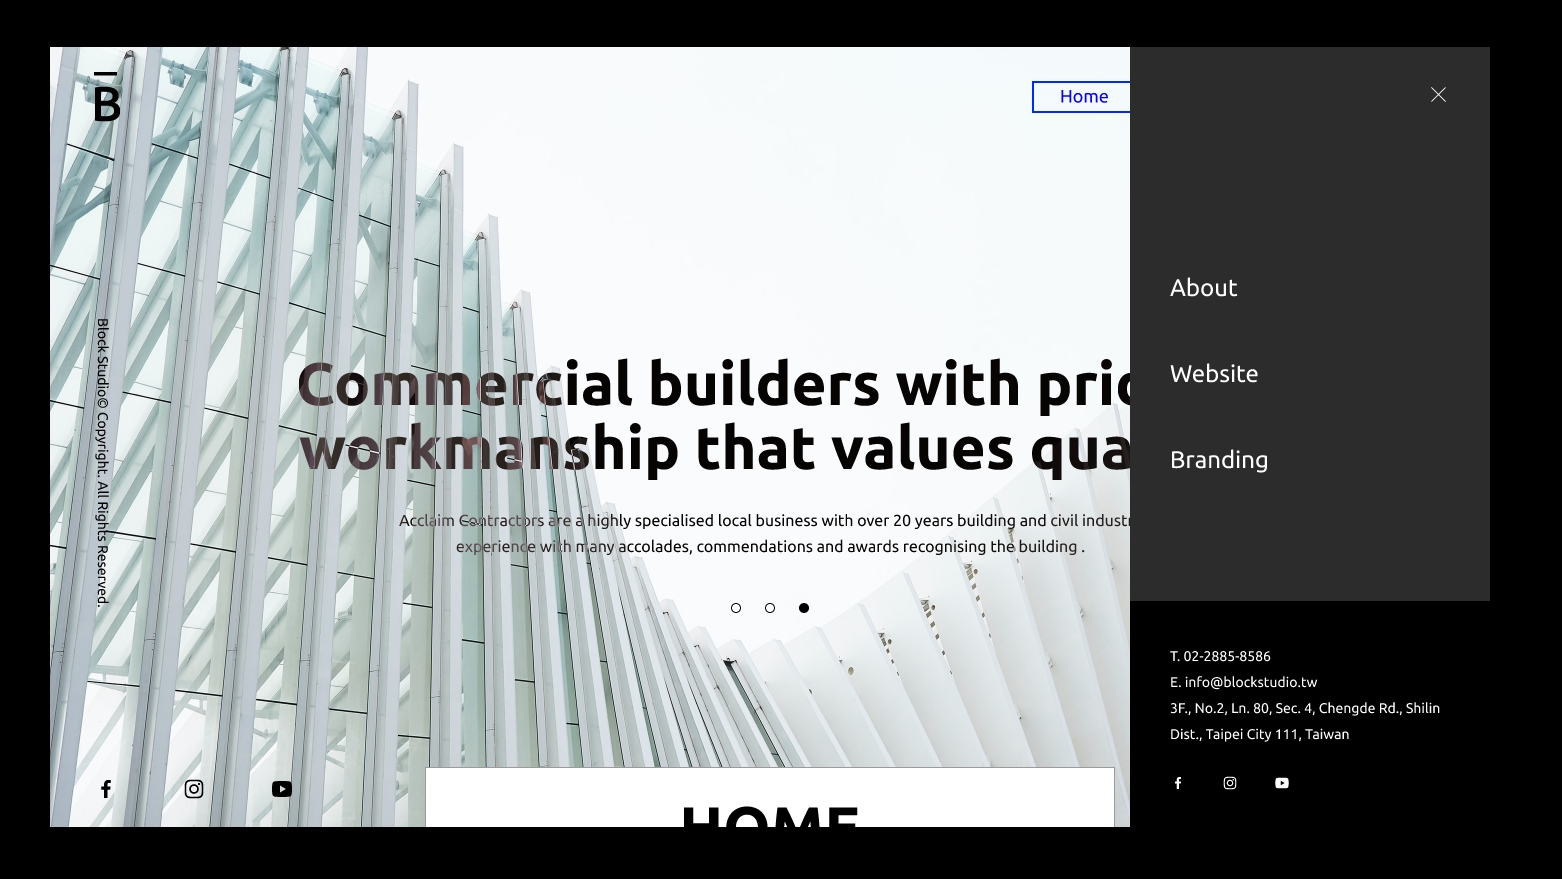 B
Home
About
Website
Branding
Block Studio© Copyright. All Rights Reserved.
Commercial builders with pri
workmanship that values qua
Acclaim Contractors are a highly specialised local business with over 20 years building and civil industr
experience with many accolades, commendations and awards recognising the building .
T. 02-2885-8586
E. info@blockstudio.tw
3F., No.2, Ln. 80, Sec. 4, Chengde Rd., Shilin
Dist., Taipei City 111, Taiwan
HOME